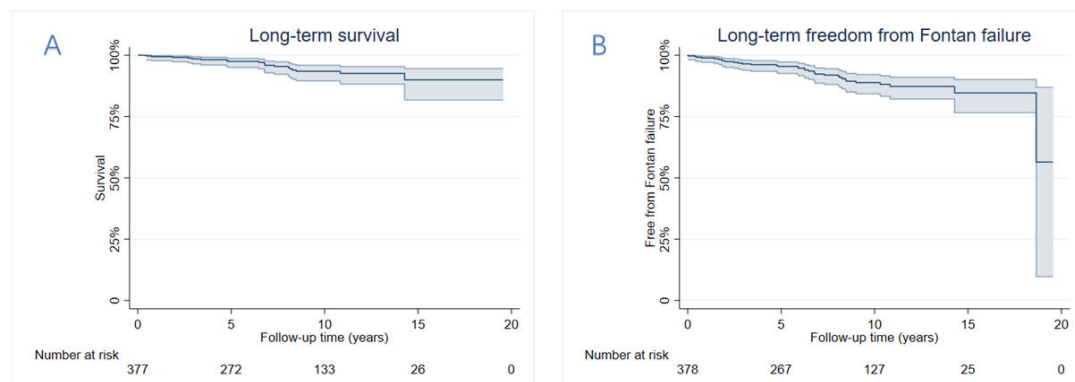 A
Long-term survival
100%
75%
50%
25%
0
Survival
0 5 10 15 20
Follow-up time (years)
Number at risk
377 272 133 26 0
B
Long-term freedom from Fontan failure
100%
75%
50%
25%
0
Free from Fontan failure
0 5 10 15 20
Follow-up time (years)
Number at risk
378 267 127 25 0